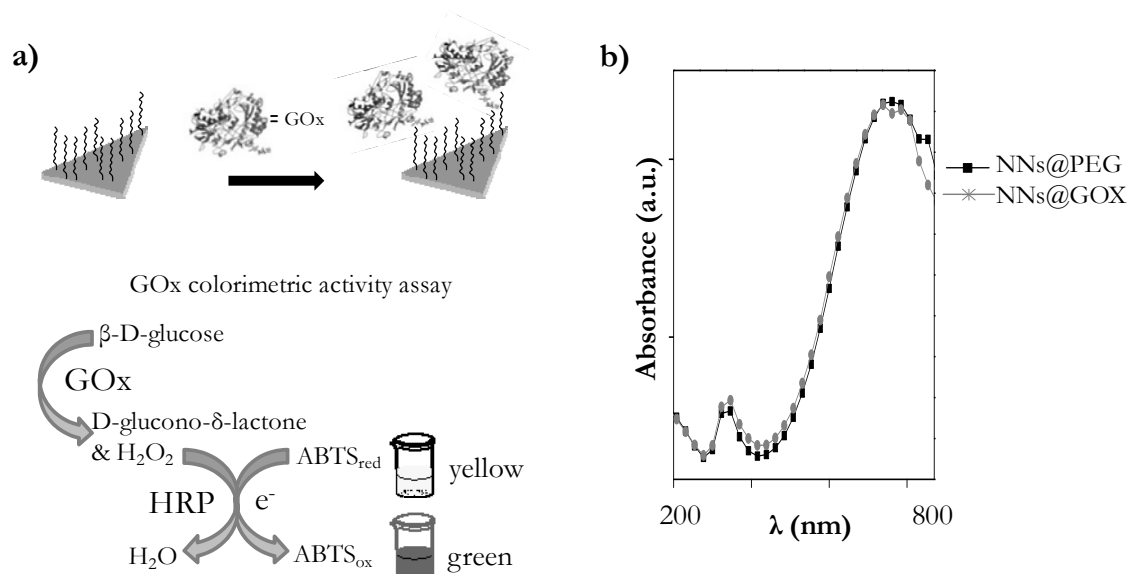 a)
= GOx
GOx colorimetric activity assay
β-D-glucose
GOx
D-glucono-δ-lactone
& H₂O₂
ABTSred
yellow
HRP
e⁻
H₂O
ABTSox
green
b)
Absorbance (a.u.)
NNs@PEG
NNs@GOX
200
800
λ (nm)